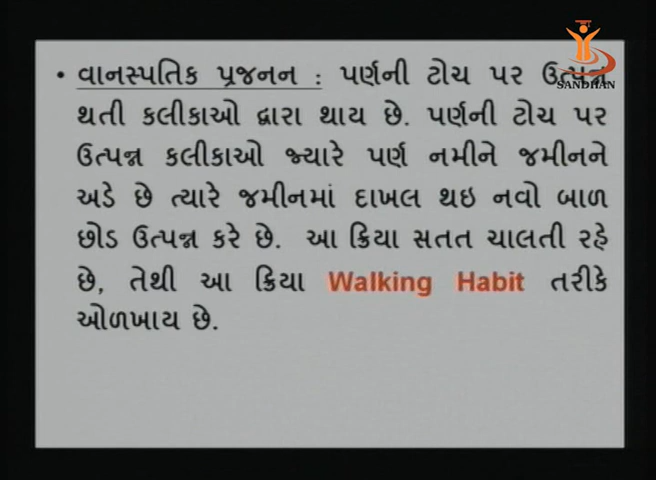 • વાનસ્પતિક પ્રજનન : પર્ણની ટોચ પર ઉત્પન્ન
થતી કલીકાઓ દ્વારા થાય છે. પર્ણની ટોચ પર
ઉત્પન્ન કલીકાઓ જ્યારે પર્ણ નમીને જમીનને
અડે છે ત્યારે જમીનમાં દાખલ થઇ નવો બાળ
છોડ ઉત્પન્ન કરે છે. આ ક્રિયા સતત ચાલતી રહે
છે, તેથી આ ક્રિયા Walking Habit તરીકે
ઓળખાય છે.
SANDHAN